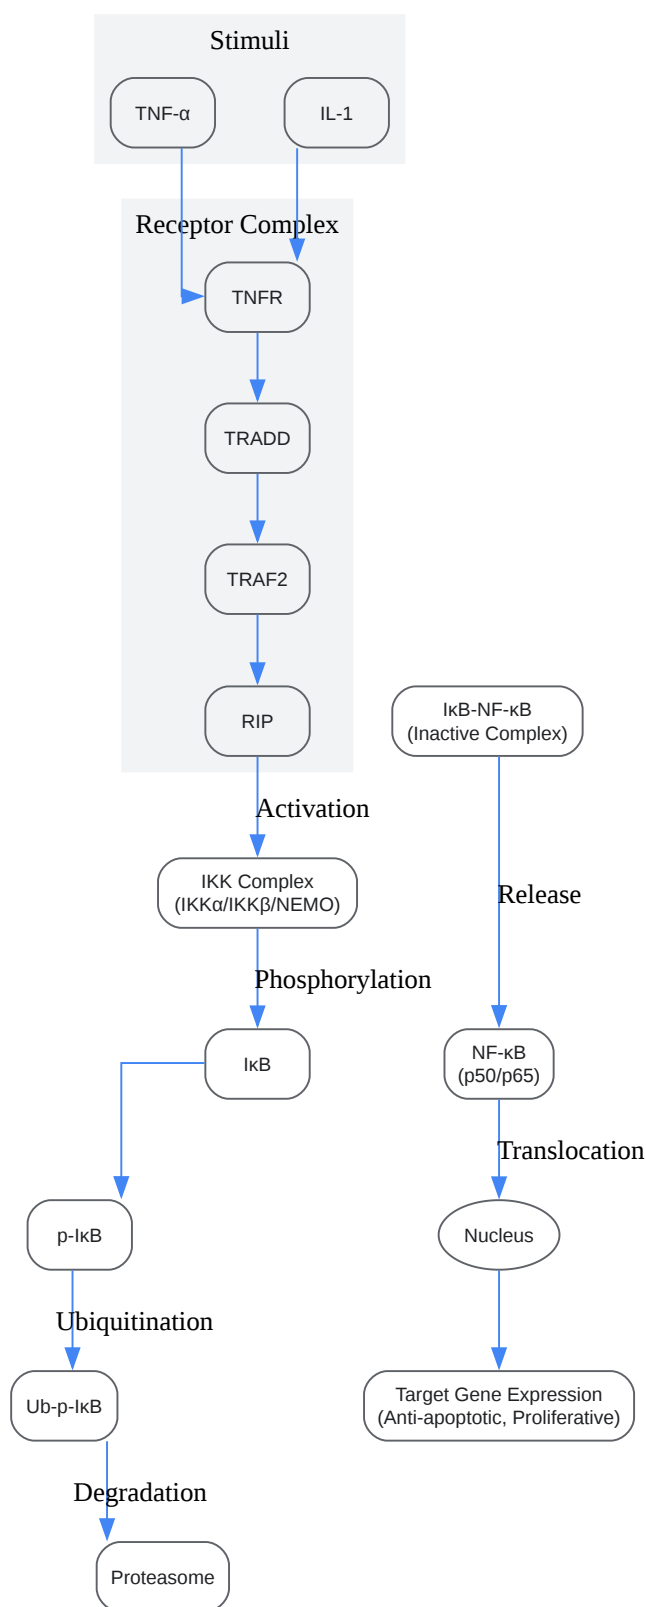 Stimuli
TNF-α
IL-1
Receptor Complex
TNFR
TRADD
TRAF2
RIP
IκB-NF-κB
(Inactive Complex)
Activation
IKK Complex
(IKKα/IKKβ/NEMO)
Release
Phosphorylation
IκB
NF-κB
(p50/p65)
Translocation
p-IκB
Nucleus
Ubiquitination
Ub-p-IκB
Target Gene Expression
(Anti-apoptotic, Proliferative)
Degradation
Proteasome